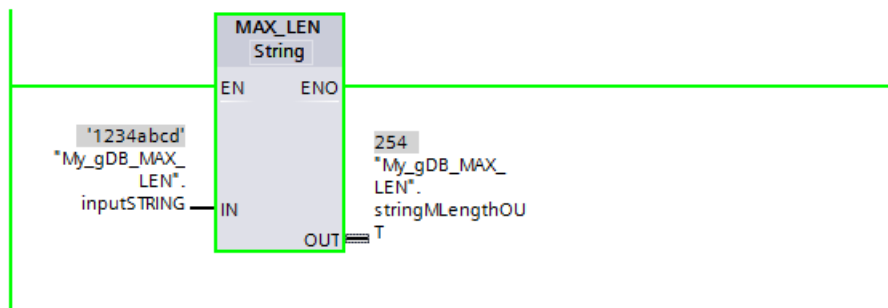 MAX_LEN
String
EN ENO
'1234abcd'
"My_gDB_MAX_
LEN".
inputSTRING
IN
254
"My_gDB_MAX_
LEN".
stringMLengthOU
T
OUT